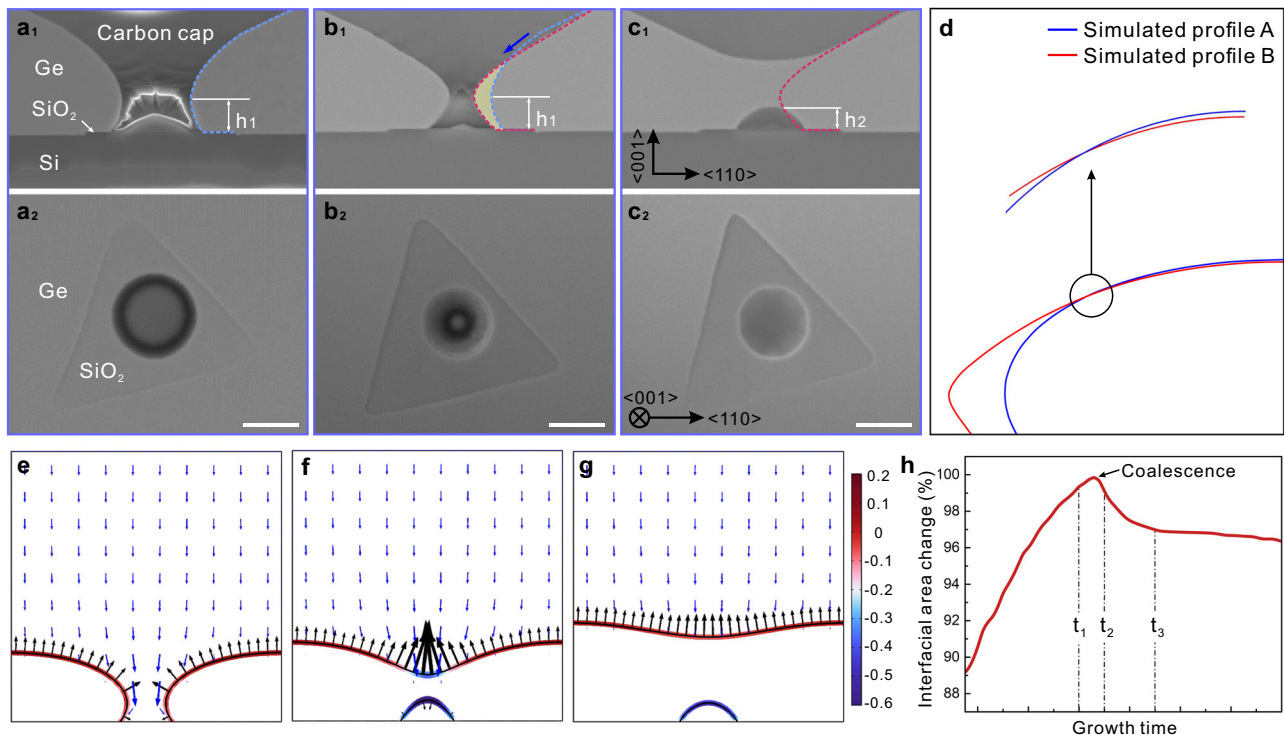 a₁
Carbon cap
Ge
SiO₂
Si
h₁
b₁
h₁
c₁
h₂
<001>
<110>
d
Simulated profile A
Simulated profile B
a₂
Ge
SiO₂
b₂
c₂
<001>
<110>
e
f
g
0.2
0.1
0
-0.1
-0.2
-0.3
-0.4
-0.5
-0.6
h
Interfacial area change (%)
100
98
96
94
92
90
88
Coalescence
t₁
t₂
t₃
Growth time